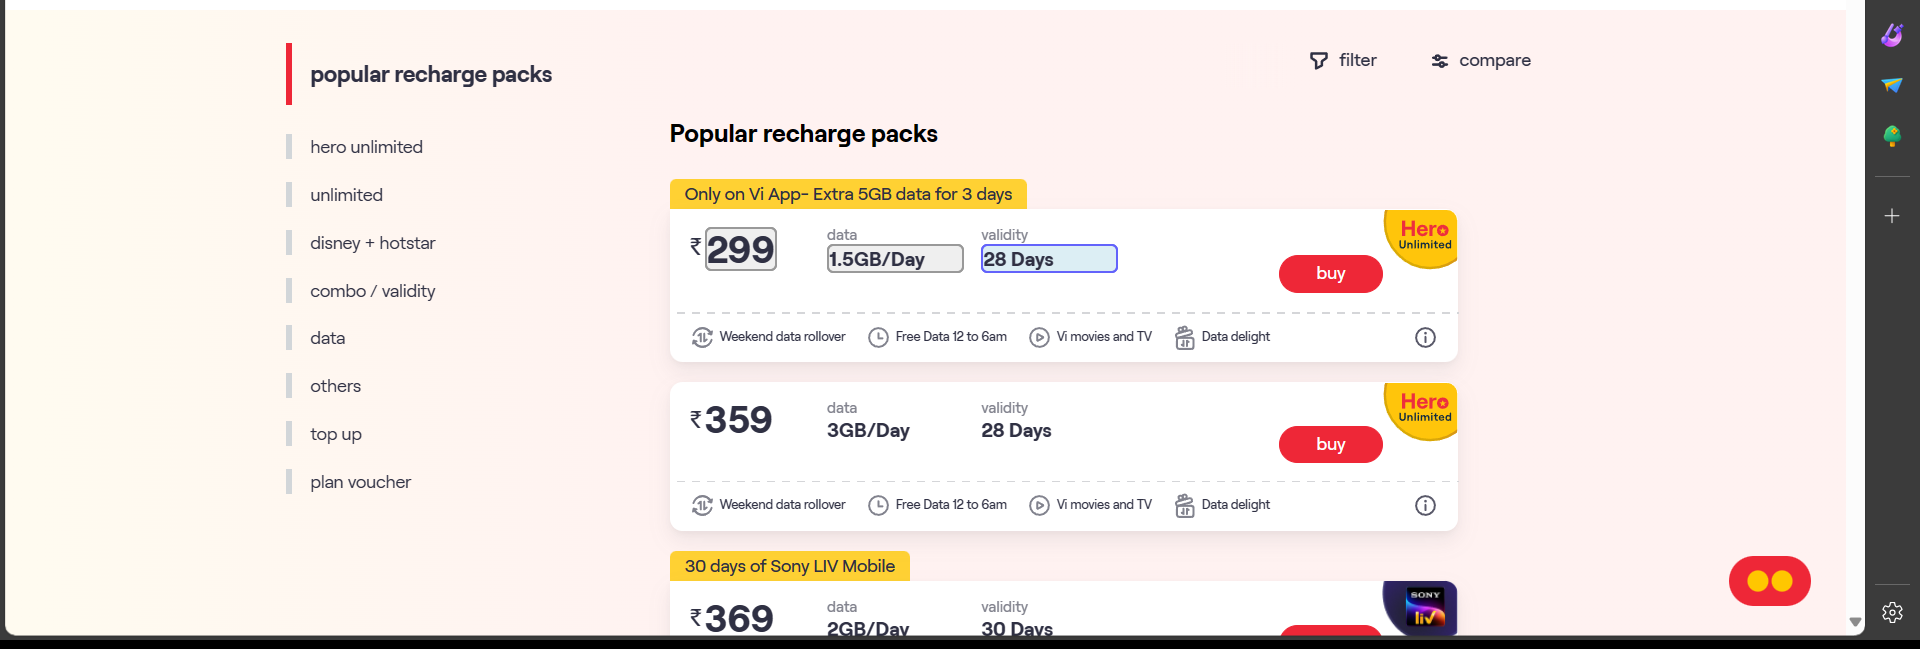 popular recharge packs
hero unlimited
unlimited
disney + hotstar
combo / validity
data
others
top up
plan voucher
filter
compare
Popular recharge packs
Only on Vi App- Extra 5GB data for 3 days
₹299
data
1.5GB/Day
validity
28 Days
buy
Hero
Unlimited
Weekend data rollover
Free Data 12 to 6am
Vi movies and TV
Data delight
₹359
data
3GB/Day
validity
28 Days
buy
Hero
Unlimited
Weekend data rollover
Free Data 12 to 6am
Vi movies and TV
Data delight
30 days of Sony LIV Mobile
₹369
data
2GB/Day
validity
30 Days
SONY
liv